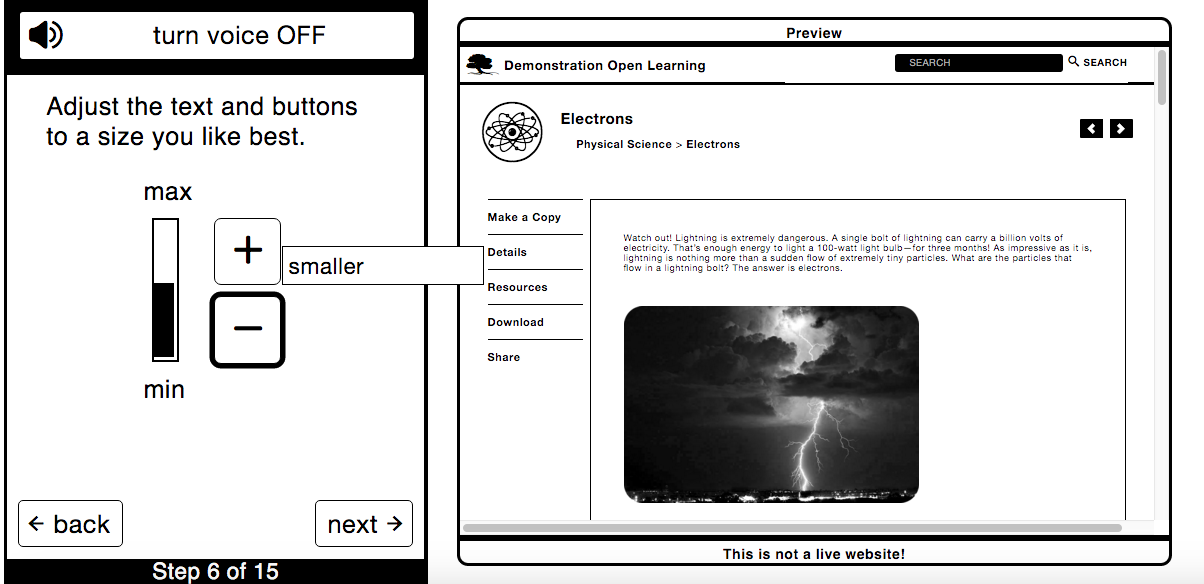 turn voice OFF
Adjust the text and buttons
to a size you like best.
max
+
smaller
−
min
← back
next →
Step 6 of 15
Preview
Demonstration Open Learning
SEARCH
SEARCH
Electrons
Physical Science > Electrons
Make a Copy
Details
Resources
Download
Share
Watch out! Lightning is extremely dangerous. A single bolt of lightning can carry a billion volts of
electricity. That's enough energy to light a 100-watt light bulb—for three months! As impressive as it is,
lightning is nothing more than a sudden flow of extremely tiny particles. What are the particles that
flow in a lightning bolt? The answer is electrons.
This is not a live website!